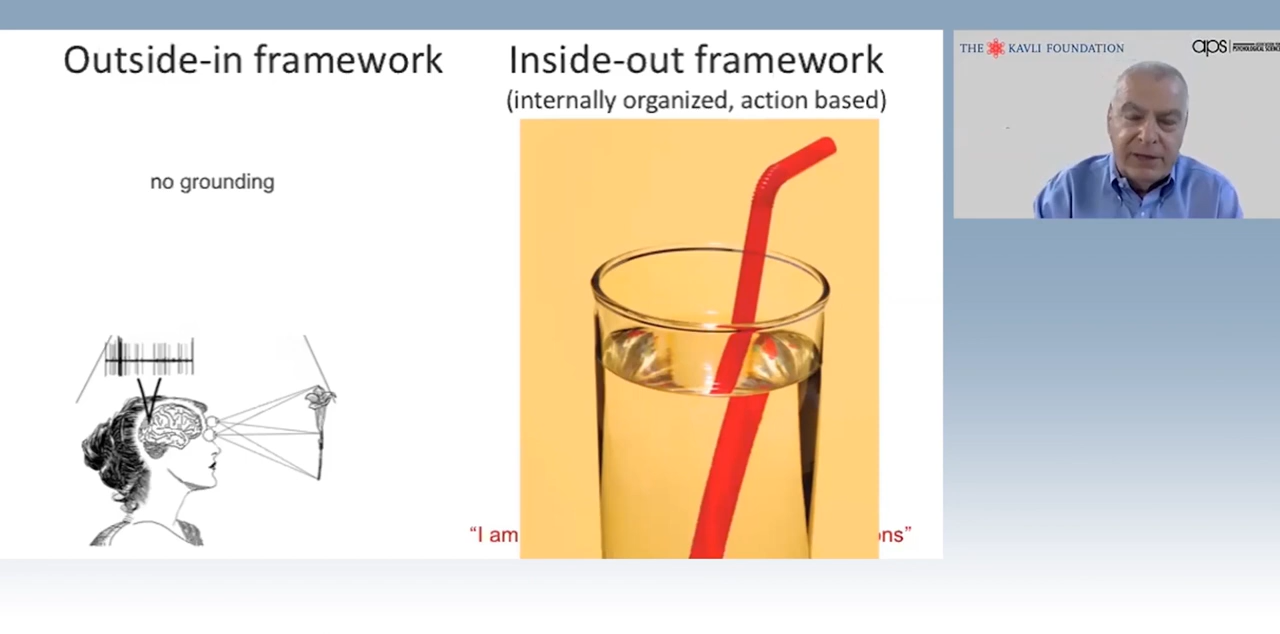 Outside-in framework
no grounding
Inside-out framework
(internally organized, action based)
"I am
ons"
THE KAVLI FOUNDATION
aps